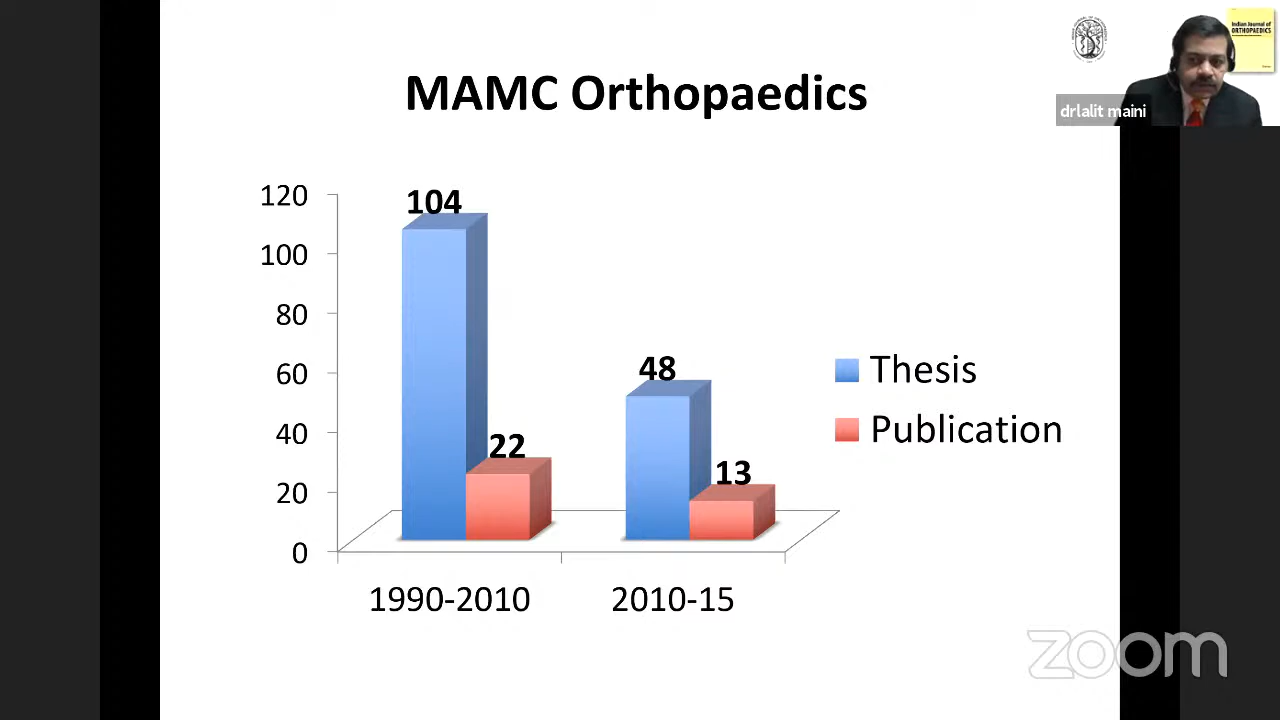 Indian Journal of
ORTHOPAEDICS
drlalit maini
MAMC Orthopaedics
120
100
80
60
40
20
0
104
22
48
13
1990-2010
2010-15
Thesis
Publication
zoom